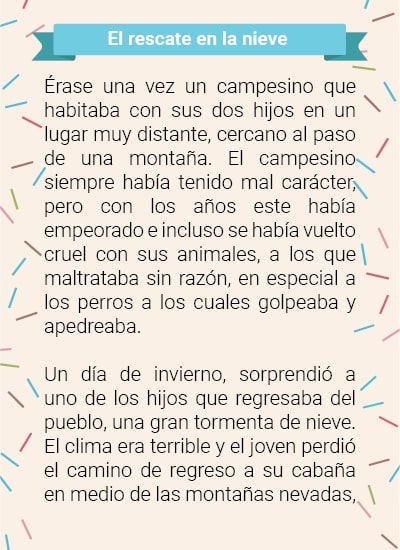 El rescate en la nieve
Érase una vez un campesino que
habitaba con sus dos hijos en un
lugar muy distante, cercano al paso
de una montaña. El campesino
siempre había tenido mal carácter,
pero con los años este había
empeorado e incluso se había vuelto
cruel con sus animales, a los que
maltrataba sin razón, en especial a
los perros a los cuales golpeaba y
apedreaba.
Un día de invierno, sorprendió a
uno de los hijos que regresaba del
pueblo, una gran tormenta de nieve.
El clima era terrible y el joven perdió
el camino de regreso a su cabaña
en medio de las montañas nevadas,